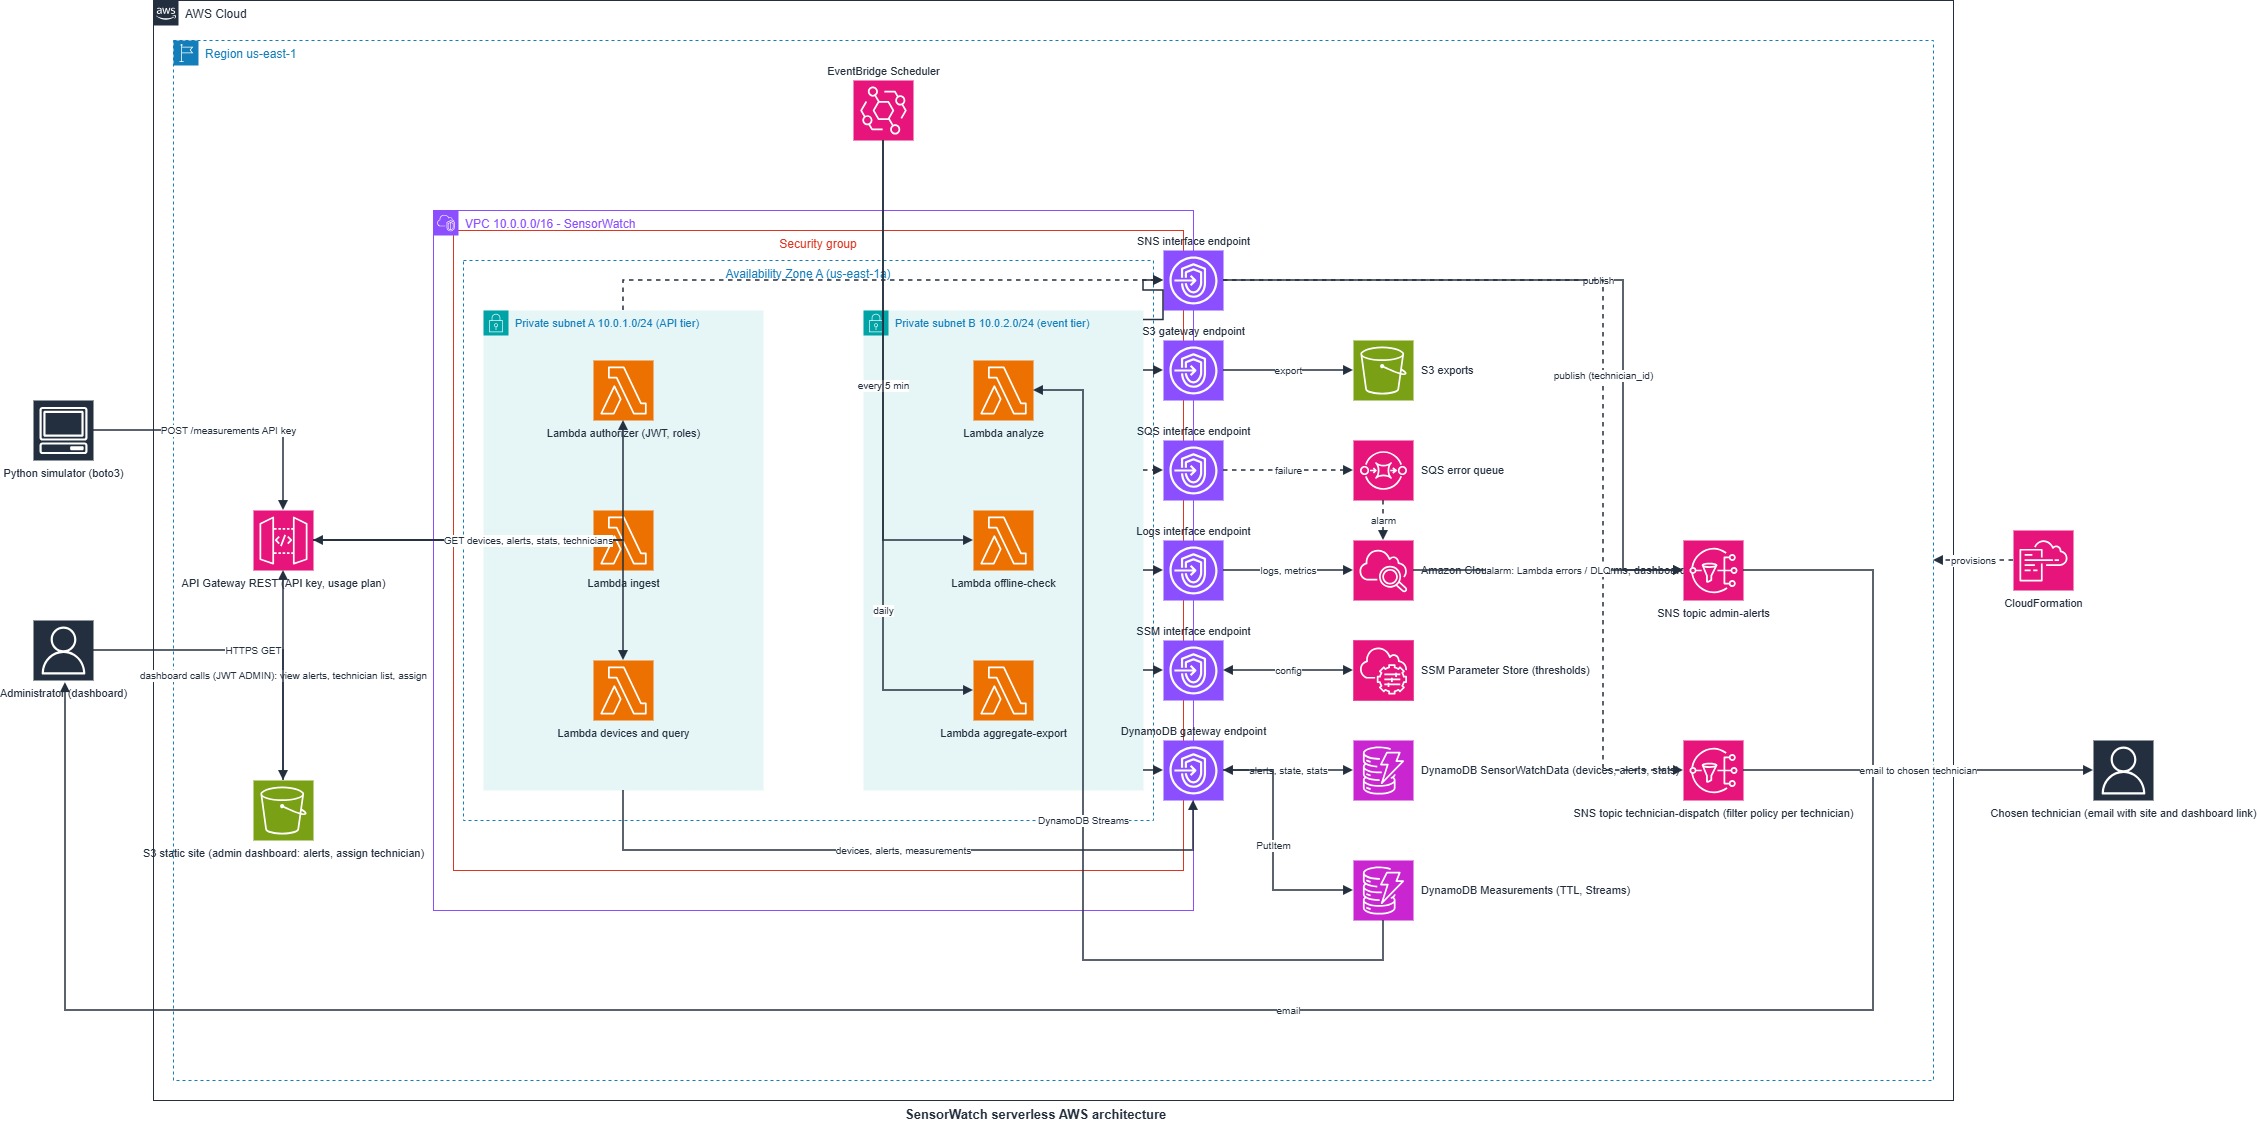 aws
AWS Cloud
Region us-east-1
EventBridge Scheduler
VPC 10.0.0.0/16 - SensorWatch
Security group
SNS interface endpoint
Availability Zone A (us-east-1a)
publish
Private subnet A 10.0.1.0/24 (API tier)
Private subnet B 10.0.2.0/24 (event tier)
S3 gateway endpoint
export
S3 exports
publish (technician_id)
every 5 min
POST /measurements API key
Lambda authorizer (JWT, roles)
Lambda analyze
SQS interface endpoint
Python simulator (boto3)
failure
SQS error queue
alarm
Logs interface endpoint
GET devices, alerts, stats, technicians
API Gateway REST (API key, usage plan)
Lambda ingest
Lambda offline-check
logs, metrics
alarm: Lambda errors / DLQ
dashboard
provisions
CloudFormation
SNS topic admin-alerts
daily
SSM interface endpoint
HTTPS GET
dashboard calls (JWT ADMIN): view alerts, technician list, assign
config
SSM Parameter Store (thresholds)
Administrator (dashboard)
Lambda devices and query
Lambda aggregate-export
DynamoDB gateway endpoint
alerts, state, stats
DynamoDB SensorWatchData (devices, alerts, stats)
email to chosen technician
SNS topic technician-dispatch (filter policy per technician)
Chosen technician (email with site and dashboard link)
DynamoDB Streams
PutItem
S3 static site (admin dashboard: alerts, assign technician)
devices, alerts, measurements
DynamoDB Measurements (TTL, Streams)
email
SensorWatch serverless AWS architecture